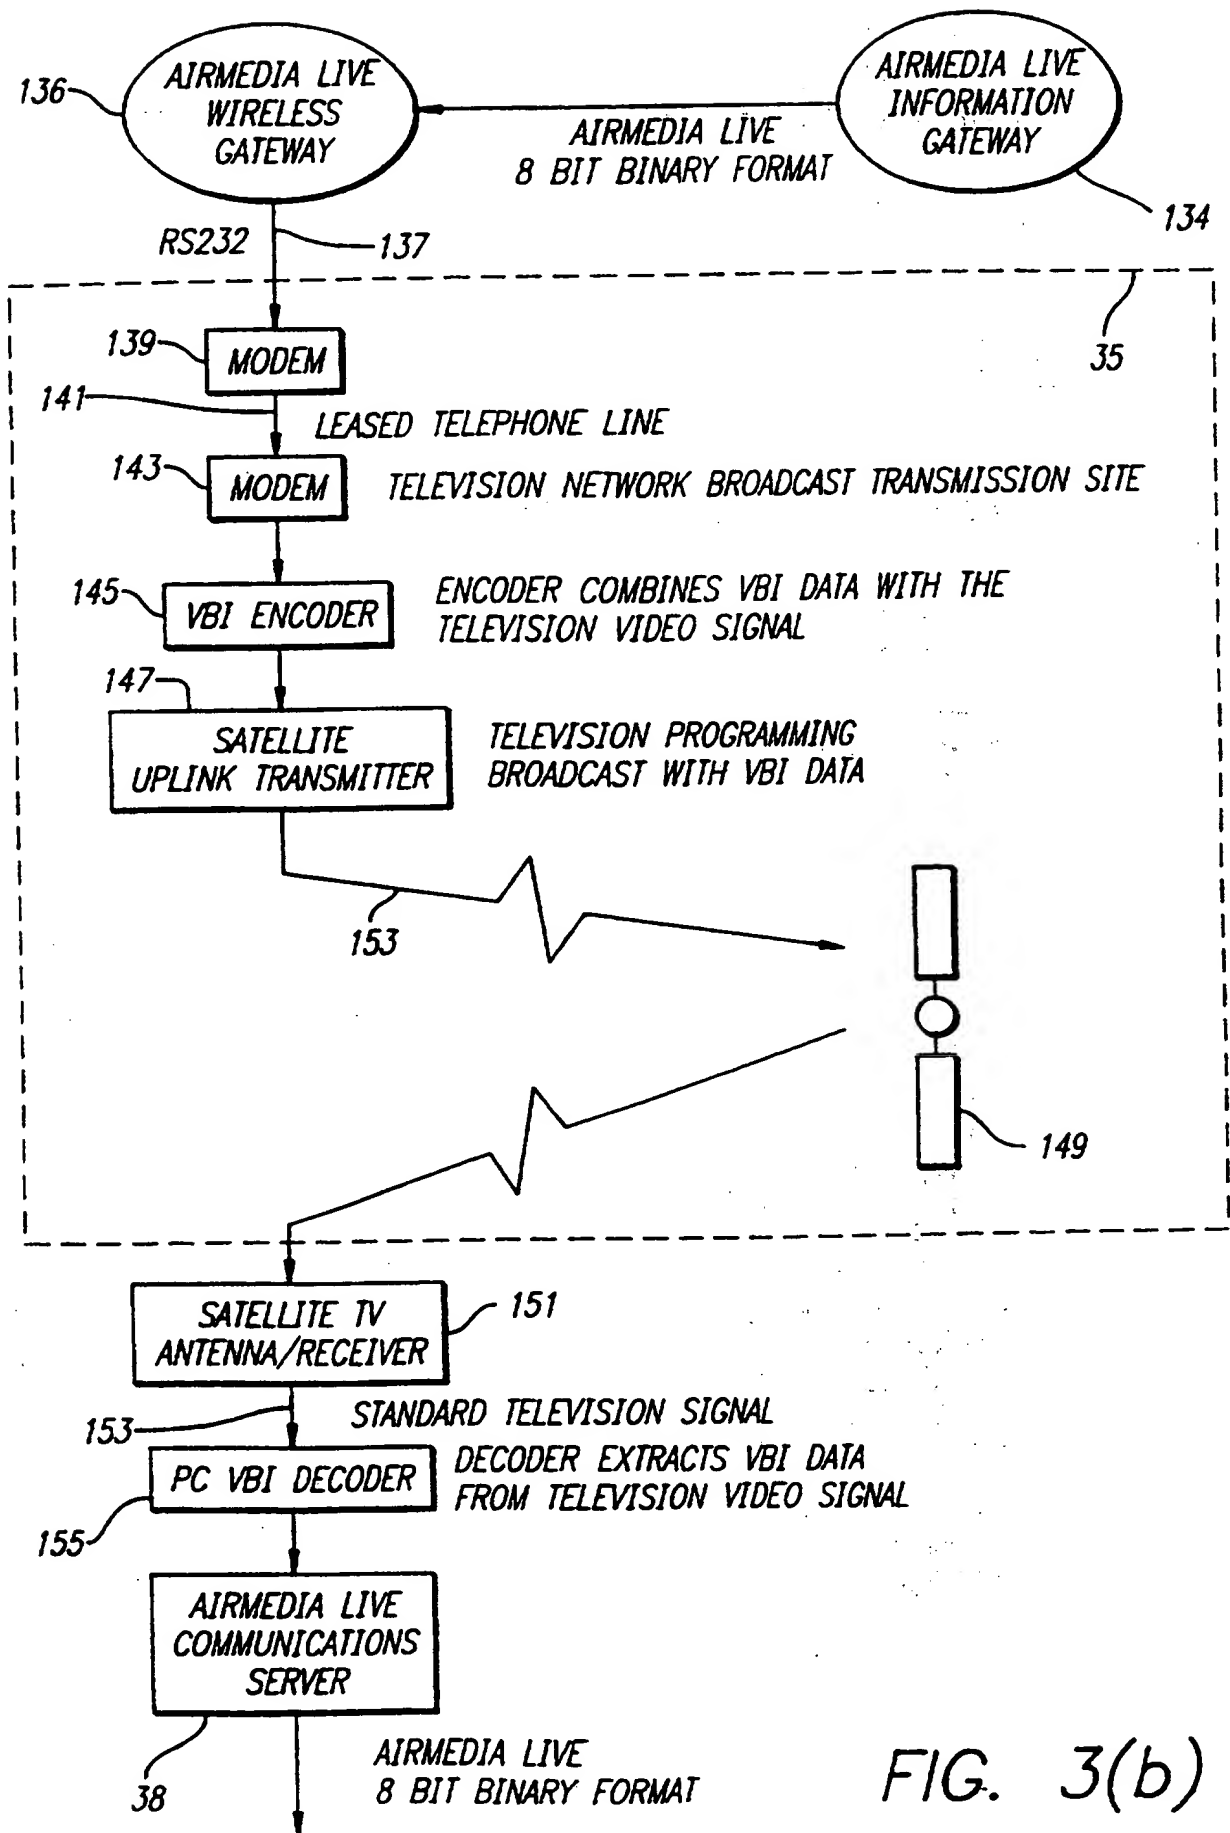 AIRMEDIA LIVE
WIRELESS
GATEWAY
136
AIRMEDIA LIVE
INFORMATION
GATEWAY
134
AIRMEDIA LIVE
8 BIT BINARY FORMAT
RS232
137
35
139
MODEM
141
LEASED TELEPHONE LINE
143
MODEM
TELEVISION NETWORK BROADCAST TRANSMISSION SITE
145
VBI ENCODER
ENCODER COMBINES VBI DATA WITH THE
TELEVISION VIDEO SIGNAL
147
SATELLITE
UPLINK TRANSMITTER
TELEVISION PROGRAMMING
BROADCAST WITH VBI DATA
153
149
SATELLITE TV
ANTENNA/RECEIVER
151
153
STANDARD TELEVISION SIGNAL
PC VBI DECODER
DECODER EXTRACTS VBI DATA
FROM TELEVISION VIDEO SIGNAL
155
AIRMEDIA LIVE
COMMUNICATIONS
SERVER
38
AIRMEDIA LIVE
8 BIT BINARY FORMAT
FIG. 3(b)